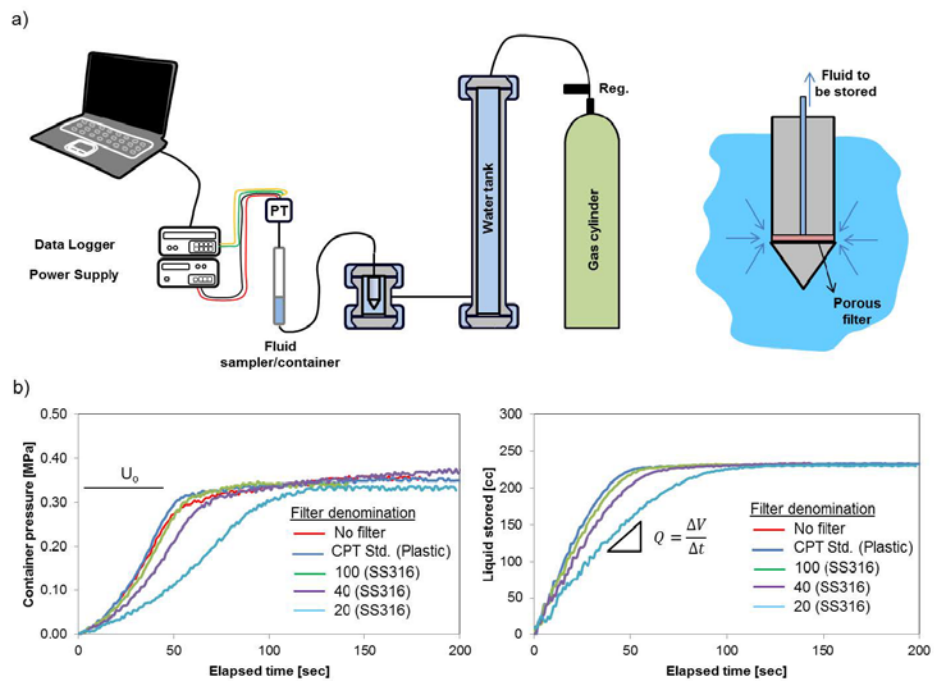 a)
Reg.
Fluid to
be stored
Water tank
Gas cylinder
PT
Data Logger
Power Supply
Porous
filter
Fluid
sampler/container
b)
0.50
0.40
0.30
0.20
0.10
0.00
Container pressure [MPa]
U₀
Filter denomination
No filter
CPT Std. (Plastic)
100 (SS316)
40 (SS316)
20 (SS316)
0
50
100
150
200
Elapsed time [sec]
300
250
200
150
100
50
0
Liquid stored [cc]
Q = ΔV/Δt
Filter denomination
No filter
CPT Std. (Plastic)
100 (SS316)
40 (SS316)
20 (SS316)
0
50
100
150
200
Elapsed time [sec]